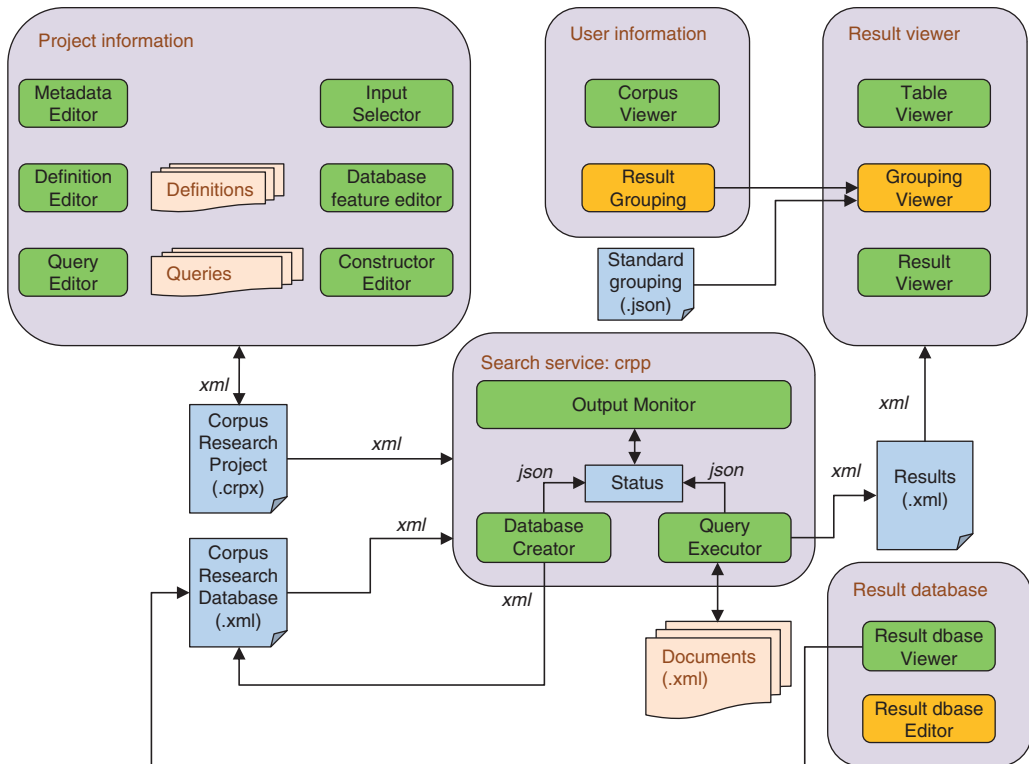 Project information
Metadata
Editor
Input
Selector
Definition
Editor
Definitions
Database
feature editor
Query
Editor
Queries
Constructor
Editor
User information
Corpus
Viewer
Result
Grouping
Standard
grouping
(.json)
Result viewer
Table
Viewer
Grouping
Viewer
Result
Viewer
xml
Corpus
Research
Project
(.crpx)
xml
Search service: crpp
Output Monitor
json
Status
json
Database
Creator
Query
Executor
xml
Results
(.xml)
xml
xml
Corpus
Research
Database
(.xml)
xml
Documents
(.xml)
Result database
Result dbase
Viewer
Result dbase
Editor